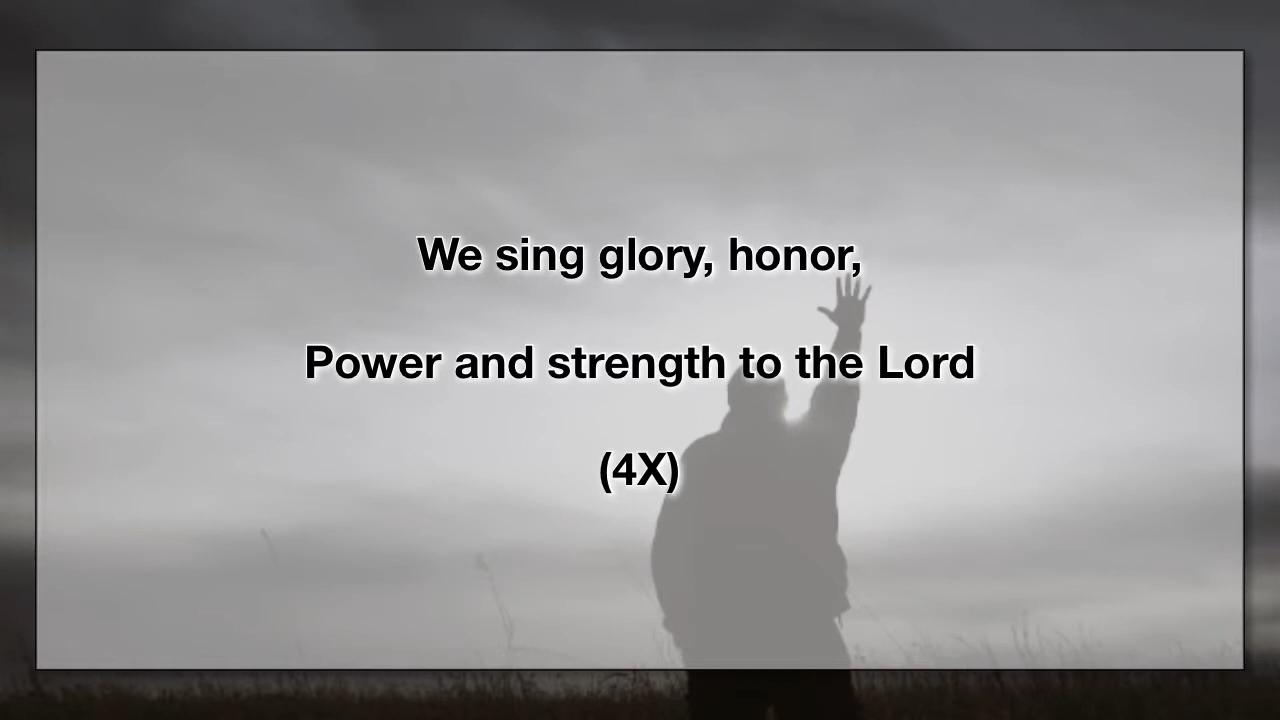 We sing glory, honor,
Power and strength to the Lord
(4X)